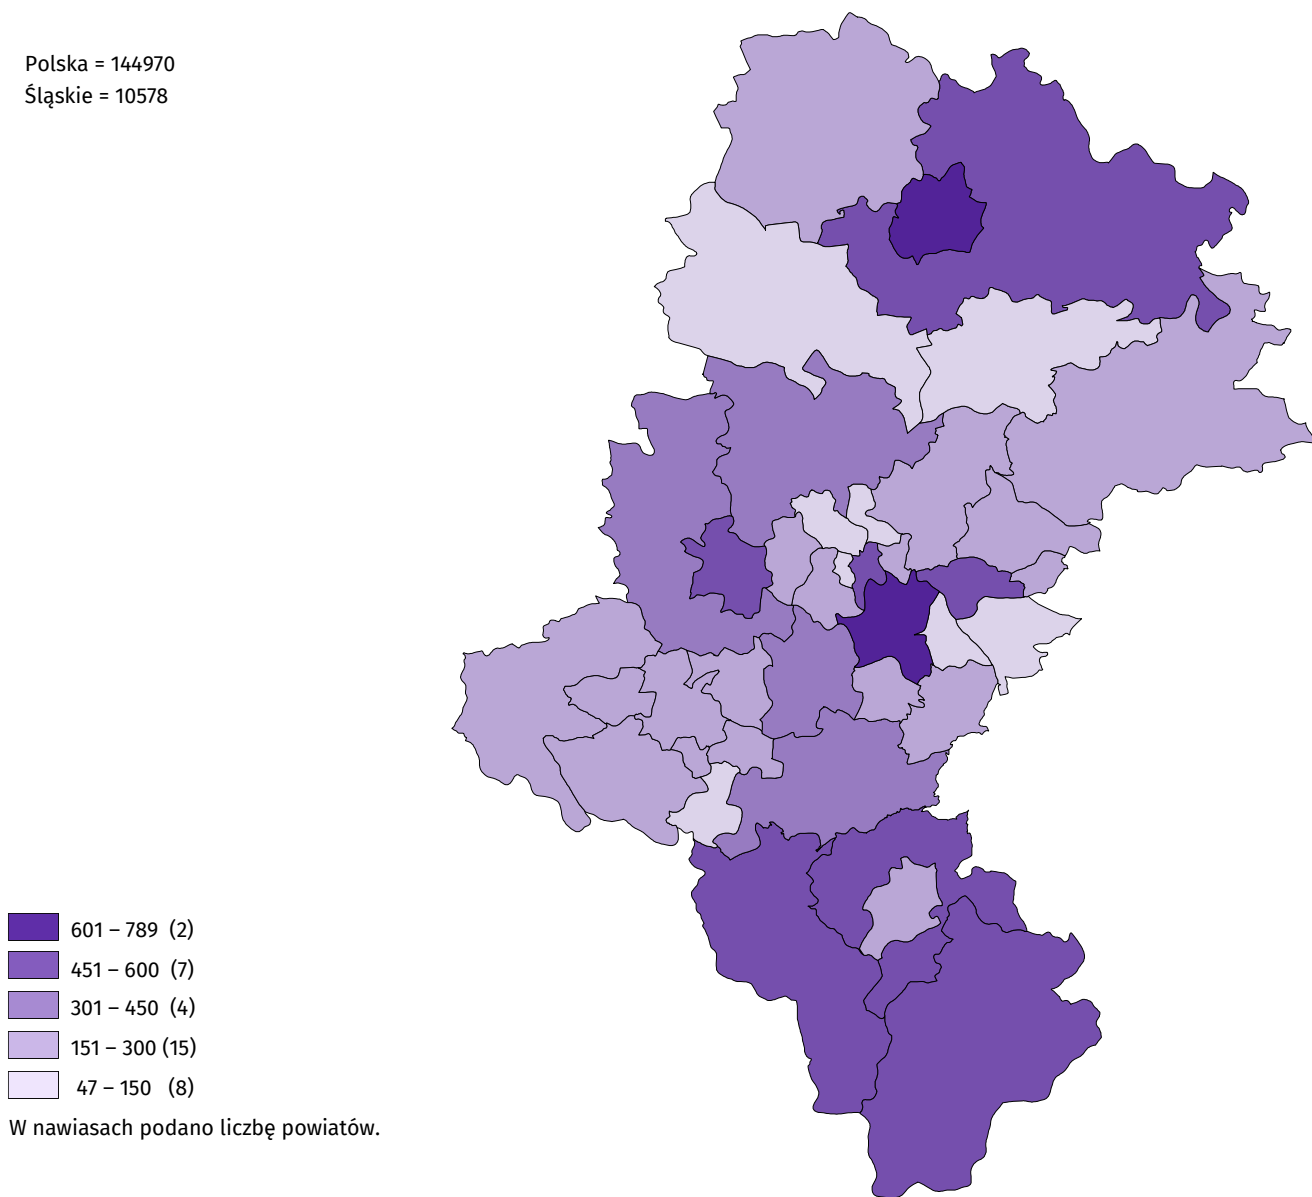 Polska = 144970
Śląskie = 10578
601 – 789 (2)
451 – 600 (7)
301 – 450 (4)
151 – 300 (15)
47 – 150 (8)
W nawiasach podano liczbę powiatów.